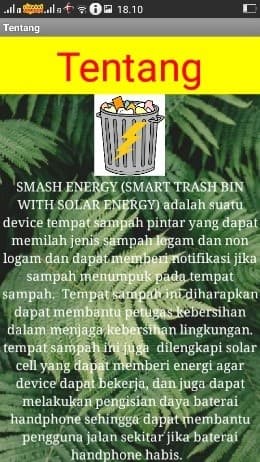 18.10
Tentang
Tentang
SMASH ENERGY (SMART TRASH BIN
WITH SOLAR ENERGY) adalah suatu
device tempat sampah pintar yang dapat
memilah jenis sampah logam dan non
logam dan dapat memberi notifikasi jika
sampah menumpuk pada tempat
sampah.  Tempat sampah ini diharapkan
dapat membantu petugas kebersihan
dalam menjaga kebersihan lingkungan.
tempat sampah ini juga  dilengkapi solar
cell yang dapat memberi energi agar
device dapat bekerja, dan juga dapat
melakukan pengisian daya baterai
handphone sehingga dapat membantu
pengguna jalan sekitar jika baterai
handphone habis.